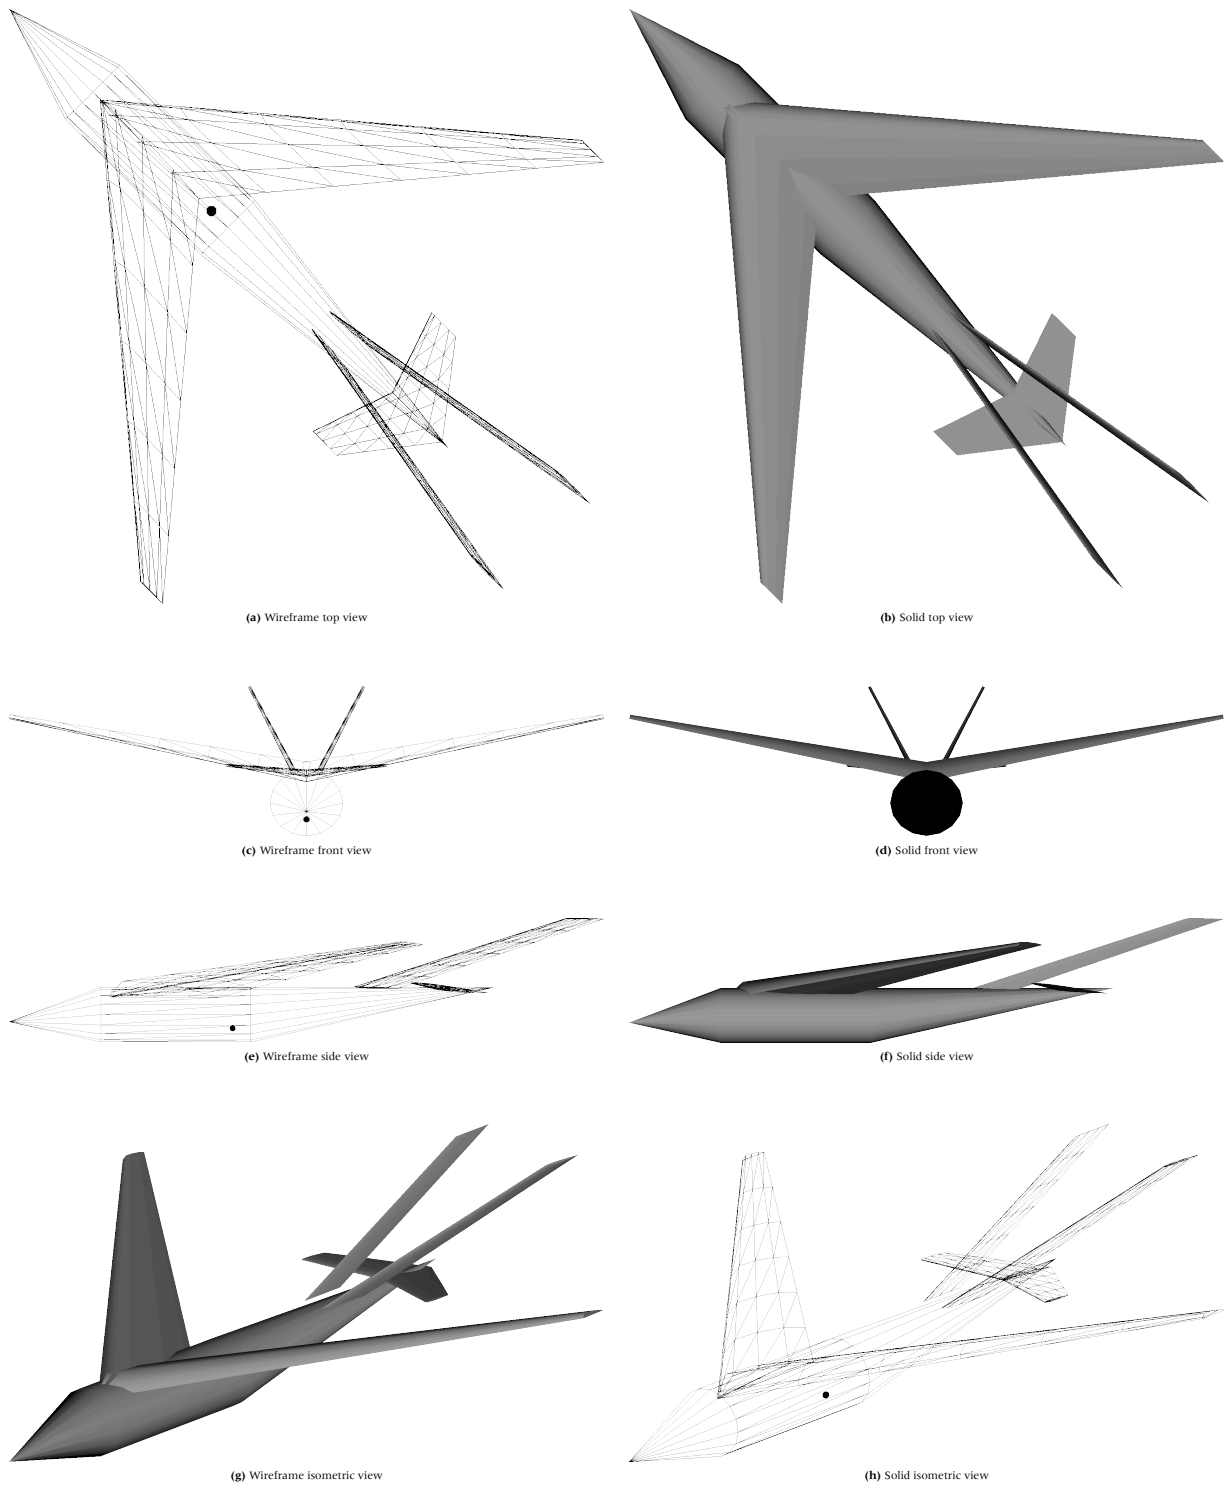 (a) Wireframe top view
(b) Solid top view
(c) Wireframe front view
(d) Solid front view
(e) Wireframe side view
(f) Solid side view
(g) Wireframe isometric view
(h) Solid isometric view